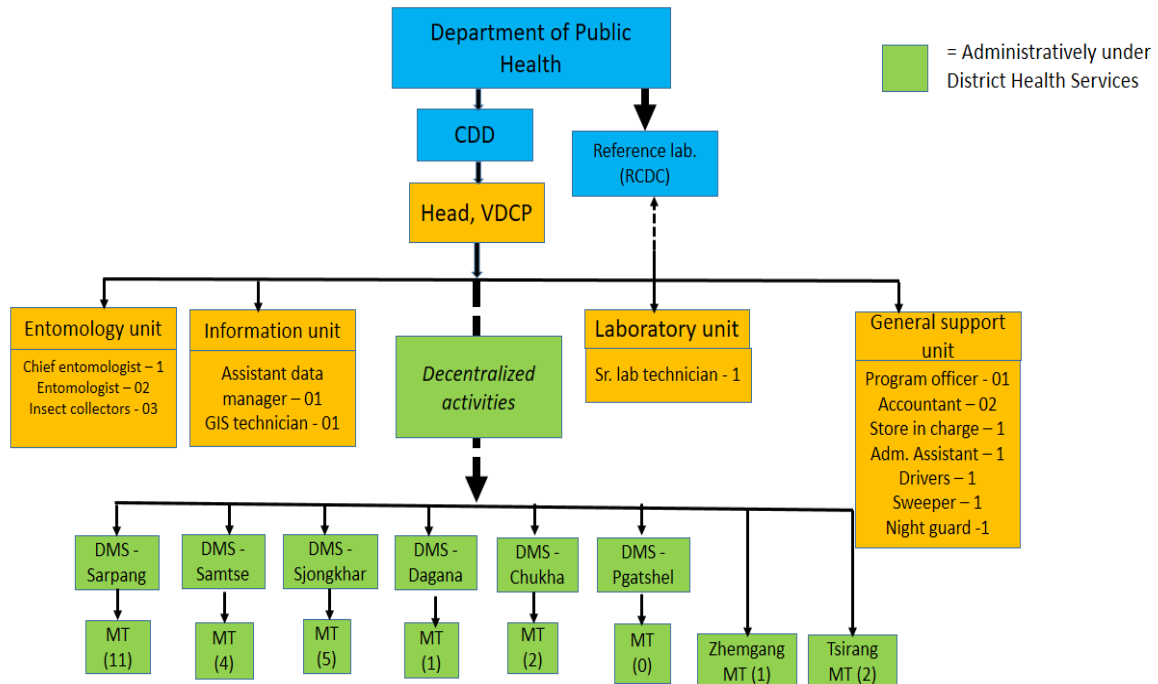 Department of Public
Health
= Administratively under
District Health Services
CDD
Reference lab.
(RCDC)
Head, VDCP
Entomology unit
Chief entomologist – 1
Entomologist – 02
Insect collectors - 03
Information unit
Assistant data
manager – 01
GIS technician - 01
Decentralized
activities
Laboratory unit
Sr. lab technician - 1
General support
unit
Program officer - 01
Accountant – 02
Store in charge – 1
Adm. Assistant – 1
Drivers – 1
Sweeper – 1
Night guard -1
DMS -
Sarpang
DMS -
Samtse
DMS -
Sjongkhar
DMS -
Dagana
DMS -
Chukha
DMS -
Pgatshel
MT
(11)
MT
(4)
MT
(5)
MT
(1)
MT
(2)
MT
(0)
Zhemgang
MT (1)
Tsirang
MT (2)